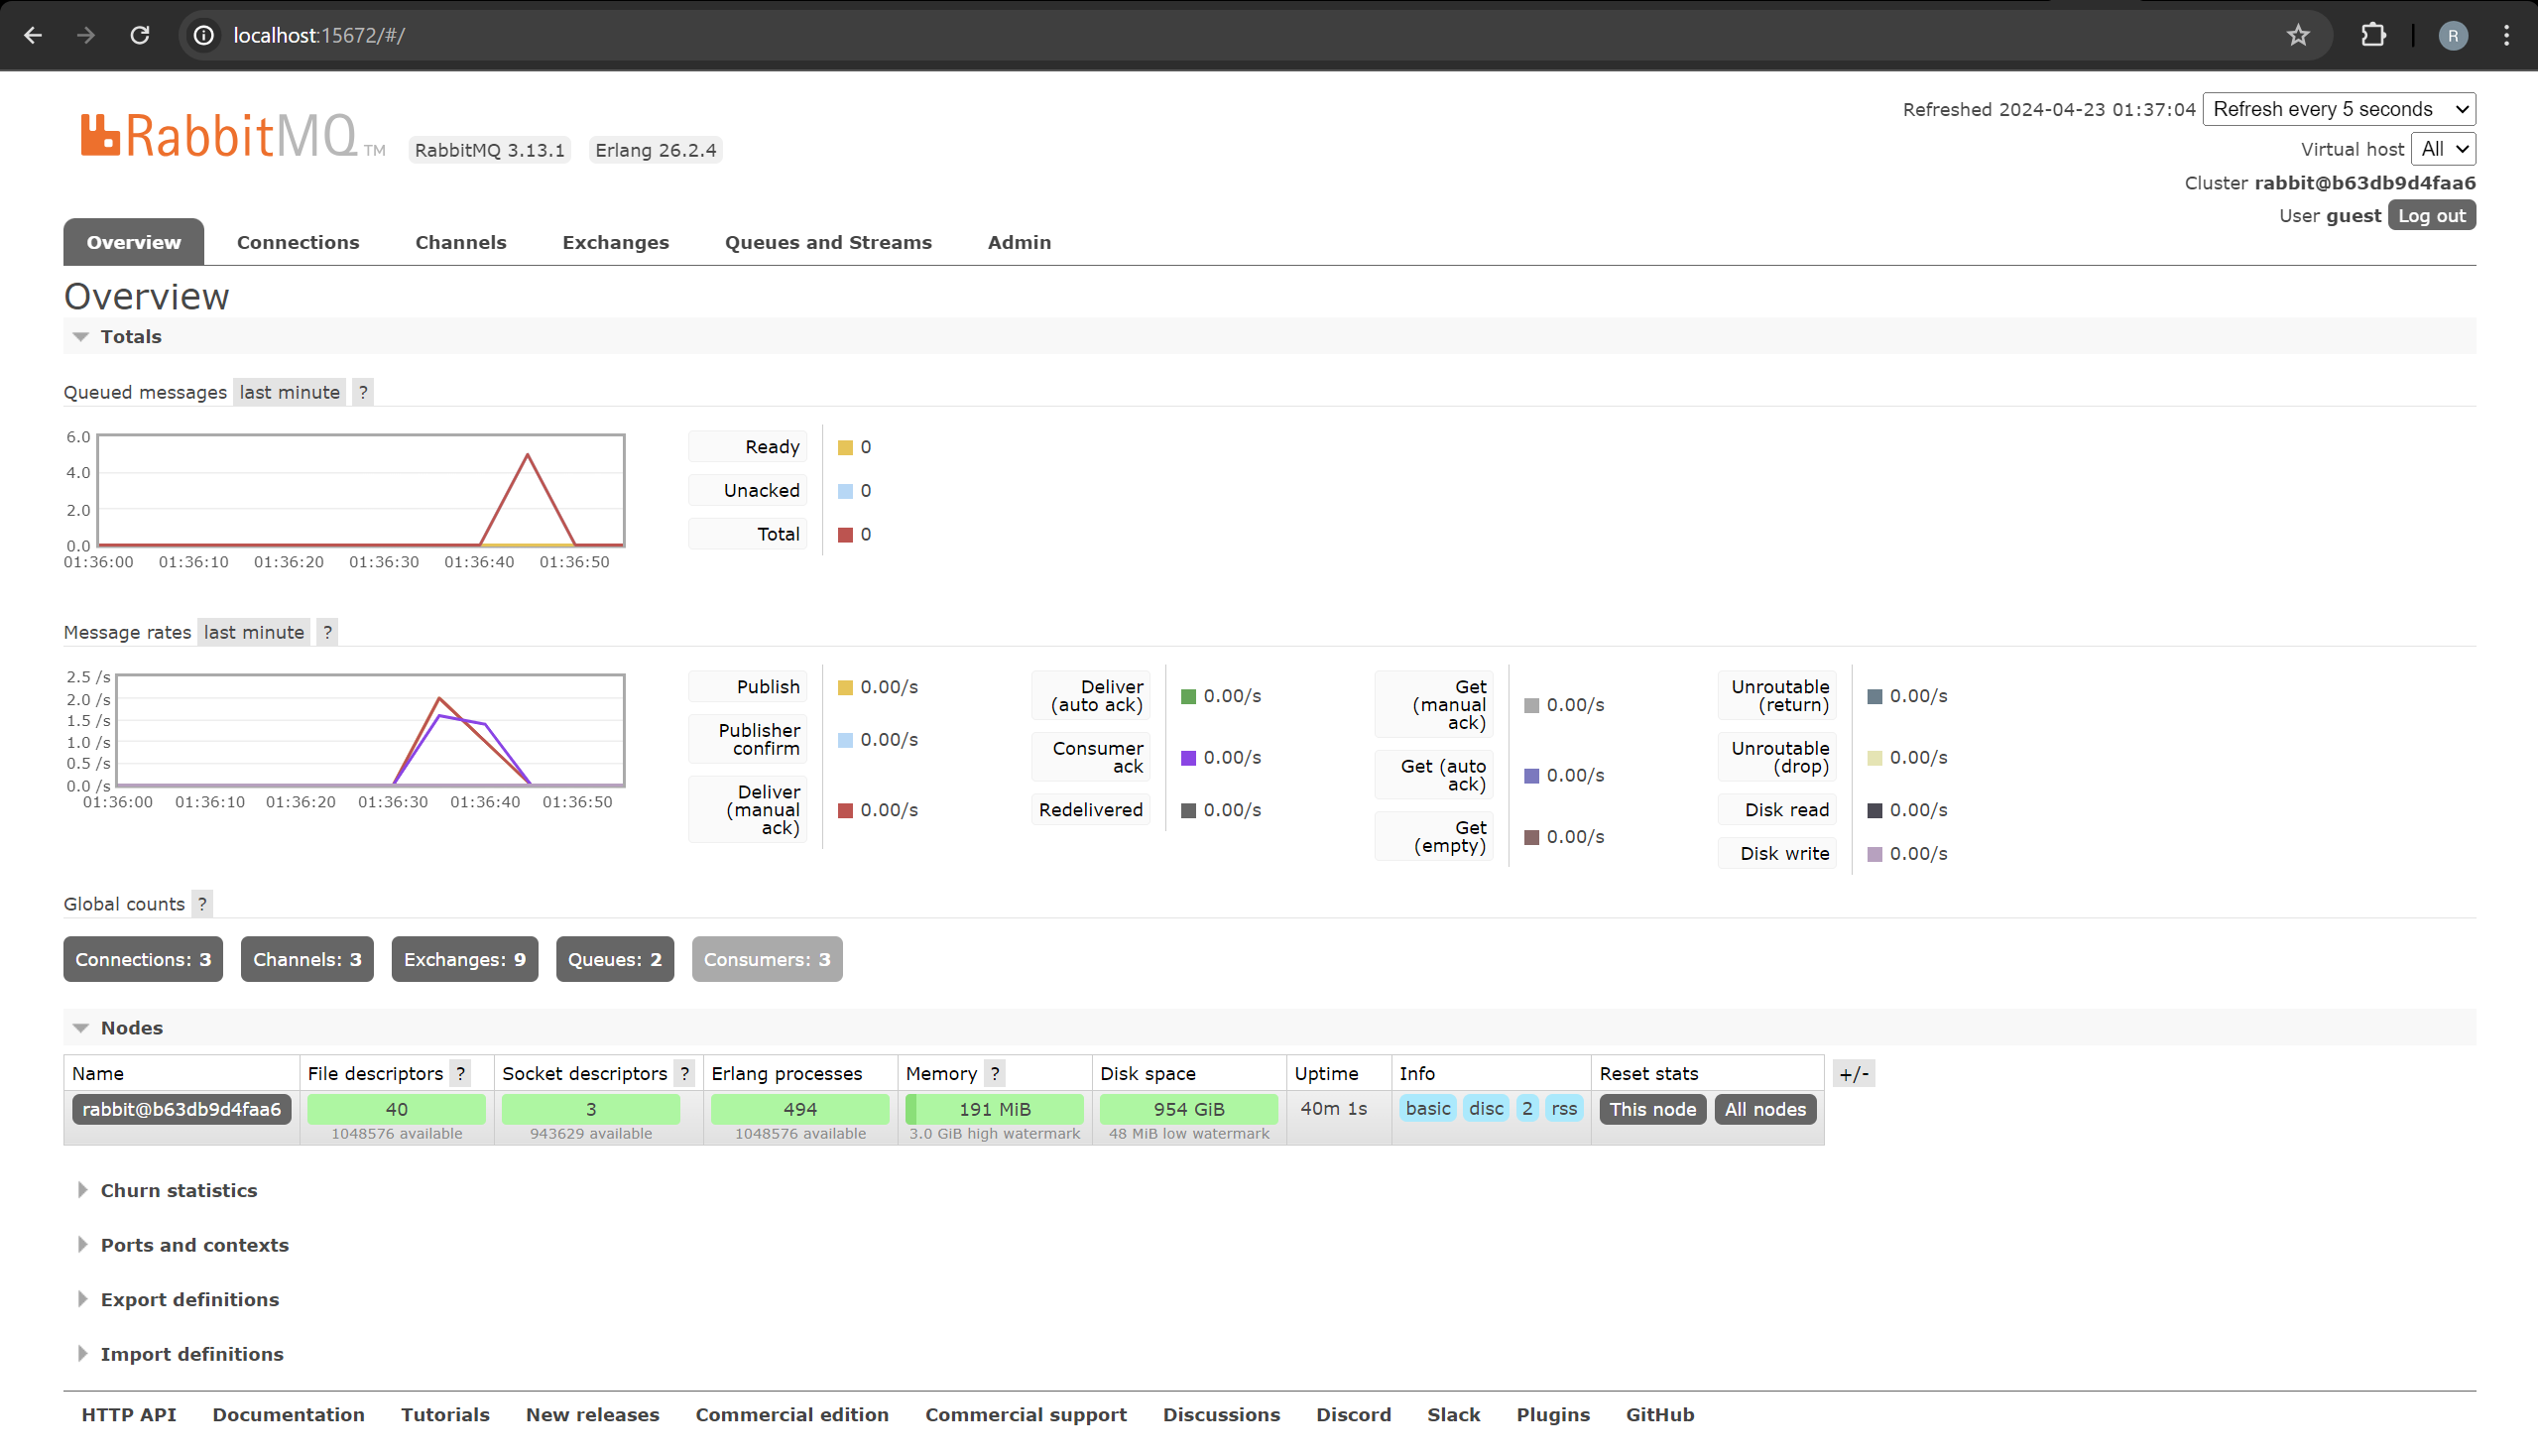 localhost:15672/#/
R
Refreshed 2024-04-23 01:37:04 Refresh every 5 seconds
RabbitMQ TM RabbitMQ 3.13.1 Erlang 26.2.4
Virtual host All
Cluster rabbit@b63db9d4faa6
User guest Log out
Overview Connections Channels Exchanges Queues and Streams Admin
Overview
Totals
Queued messages last minute ?
6.0
4.0
2.0
0.0
01:36:00 01:36:10 01:36:20 01:36:30 01:36:40 01:36:50
Ready 0
Unacked 0
Total 0
Message rates last minute ?
2.5 /s
2.0 /s
1.5 /s
1.0 /s
0.5 /s
0.0 /s
01:36:00 01:36:10 01:36:20 01:36:30 01:36:40 01:36:50
Publish 0.00/s
Publisher
confirm 0.00/s
Deliver
(manual
ack) 0.00/s
Deliver
(auto ack) 0.00/s
Consumer
ack 0.00/s
Redelivered 0.00/s
Get
(manual
ack) 0.00/s
Get (auto
ack) 0.00/s
Get
(empty) 0.00/s
Unroutable
(return) 0.00/s
Unroutable
(drop) 0.00/s
Disk read 0.00/s
Disk write 0.00/s
Global counts ?
Connections: 3 Channels: 3 Exchanges: 9 Queues: 2 Consumers: 3
Nodes
Name File descriptors ? Socket descriptors ? Erlang processes Memory ? Disk space Uptime Info Reset stats +/-
rabbit@b63db9d4faa6 40 3 494 191 MiB 954 GiB 40m 1s basic disc 2 rss This node All nodes
1048576 available 943629 available 1048576 available 3.0 GiB high watermark 48 MiB low watermark
Churn statistics
Ports and contexts
Export definitions
Import definitions
HTTP API Documentation Tutorials New releases Commercial edition Commercial support Discussions Discord Slack Plugins GitHub